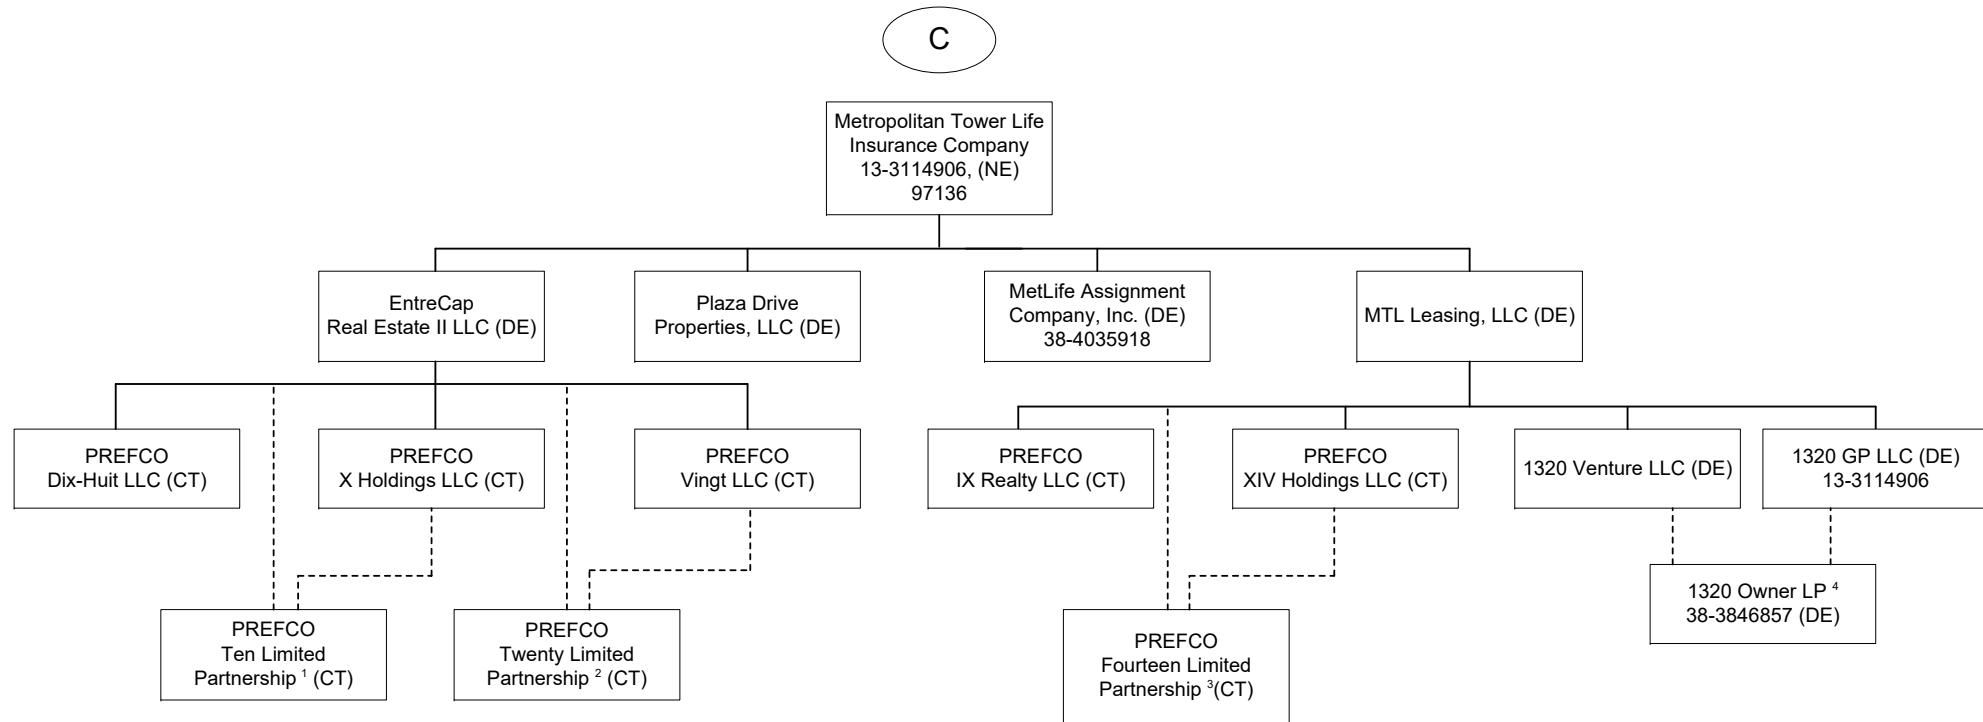 C
Metropolitan Tower Life
Insurance Company
13-3114906, (NE)
97136
EntreCap
Real Estate II LLC (DE)
Plaza Drive
Properties, LLC (DE)
MetLife Assignment
Company, Inc. (DE)
38-4035918
MTL Leasing, LLC (DE)
PREFCO
Dix-Huit LLC (CT)
PREFCO
X Holdings LLC (CT)
PREFCO
Vingt LLC (CT)
PREFCO
IX Realty LLC (CT)
PREFCO
XIV Holdings LLC (CT)
1320 Venture LLC (DE)
1320 GP LLC (DE)
13-3114906
PREFCO
Ten Limited
Partnership ¹ (CT)
PREFCO
Twenty Limited
Partnership ² (CT)
PREFCO
Fourteen Limited
Partnership ³(CT)
1320 Owner LP ⁴
38-3846857 (DE)